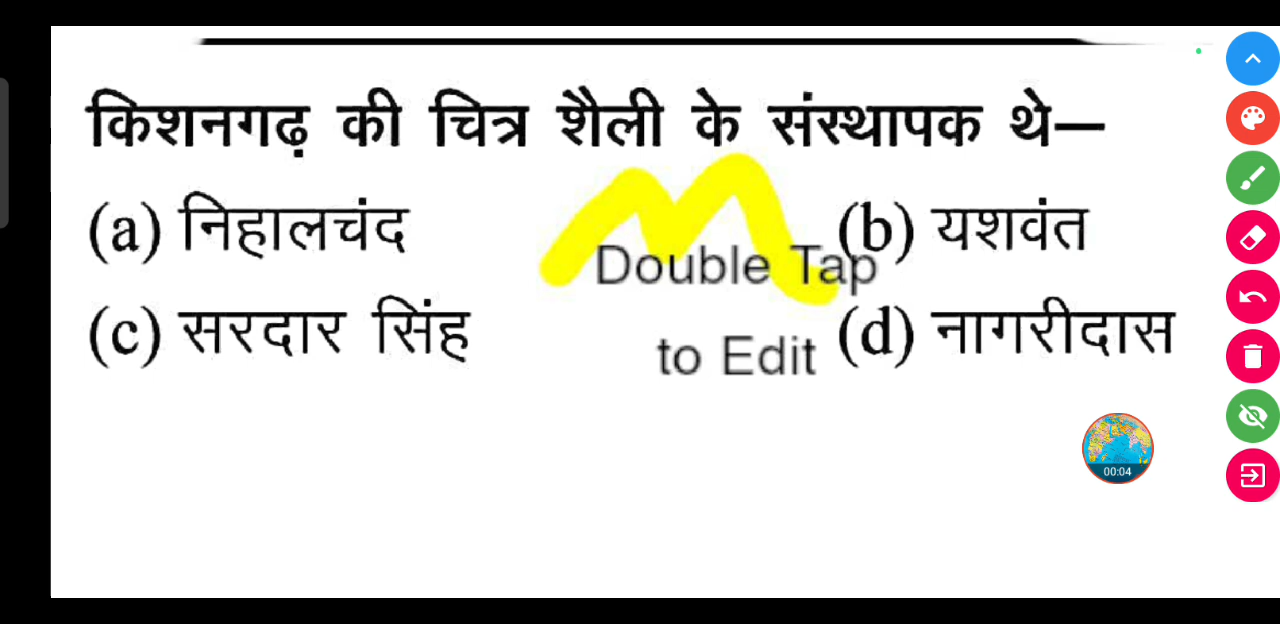 किशनगढ़ की चित्र शैली के संस्थापक थे—
(a) निहालचंद (b) यशवंत
Double Tap
(c) सरदार सिंह (d) नागरीदास
to Edit
00:04